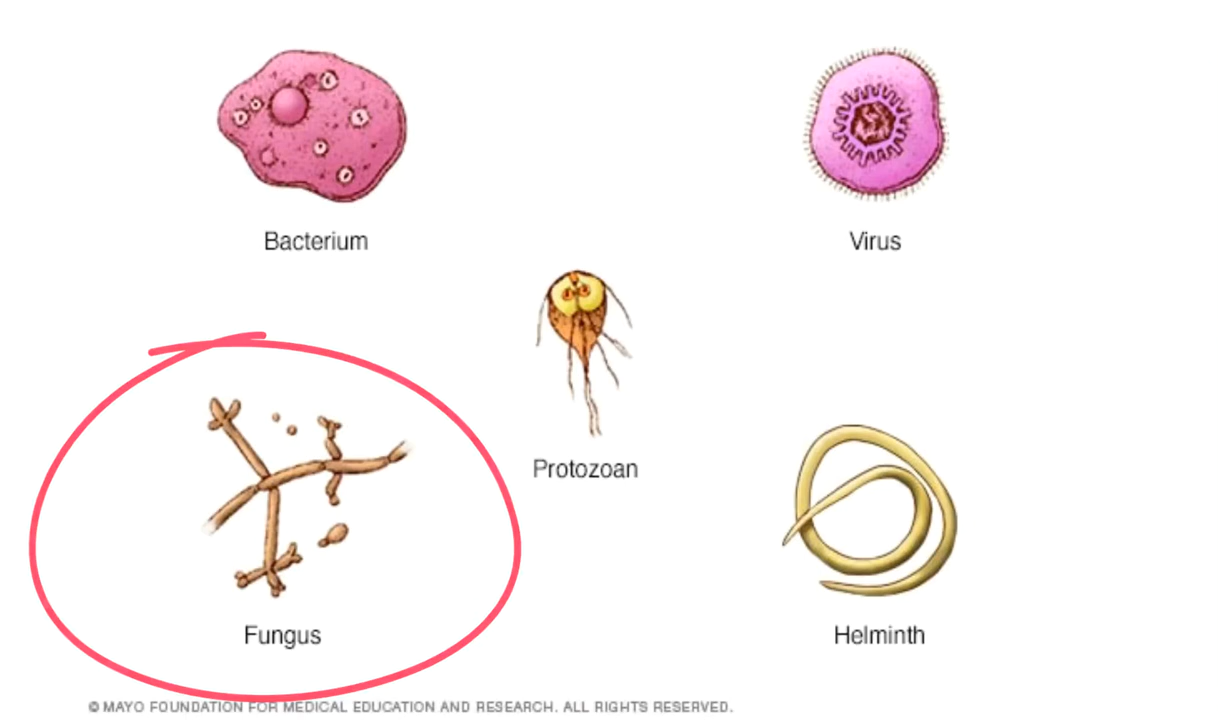 Bacterium
Virus
Protozoan
Fungus
Helminth
© MAYO FOUNDATION FOR MEDICAL EDUCATION AND RESEARCH. ALL RIGHTS RESERVED.